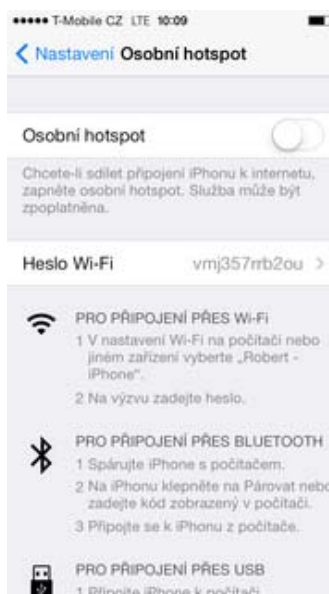 T-Mobile CZ LTE 10:09
Nastavení Osobní hotspot
Osobní hotspot
Chcete-li sdílet připojení iPhonu k internetu,
zapněte osobní hotspot. Služba může být
zpoplatněna.
Heslo Wi-Fi vmj357rrb2ou
PRO PŘIPOJENÍ PŘES Wi-Fi
1 V nastavení Wi-Fi na počítači nebo
jiném zařízení vyberte „Robert -
iPhone“.
2 Na výzvu zadejte heslo.
PRO PŘIPOJENÍ PŘES BLUETOOTH
1 Spárujte iPhone s počítačem.
2 Na iPhonu klepněte na Párovat nebo
zadejte kód zobrazený v počítači.
3 Připojte se k iPhonu z počítače.
PRO PŘIPOJENÍ PŘES USB
1 Připojte iPhone k počítači